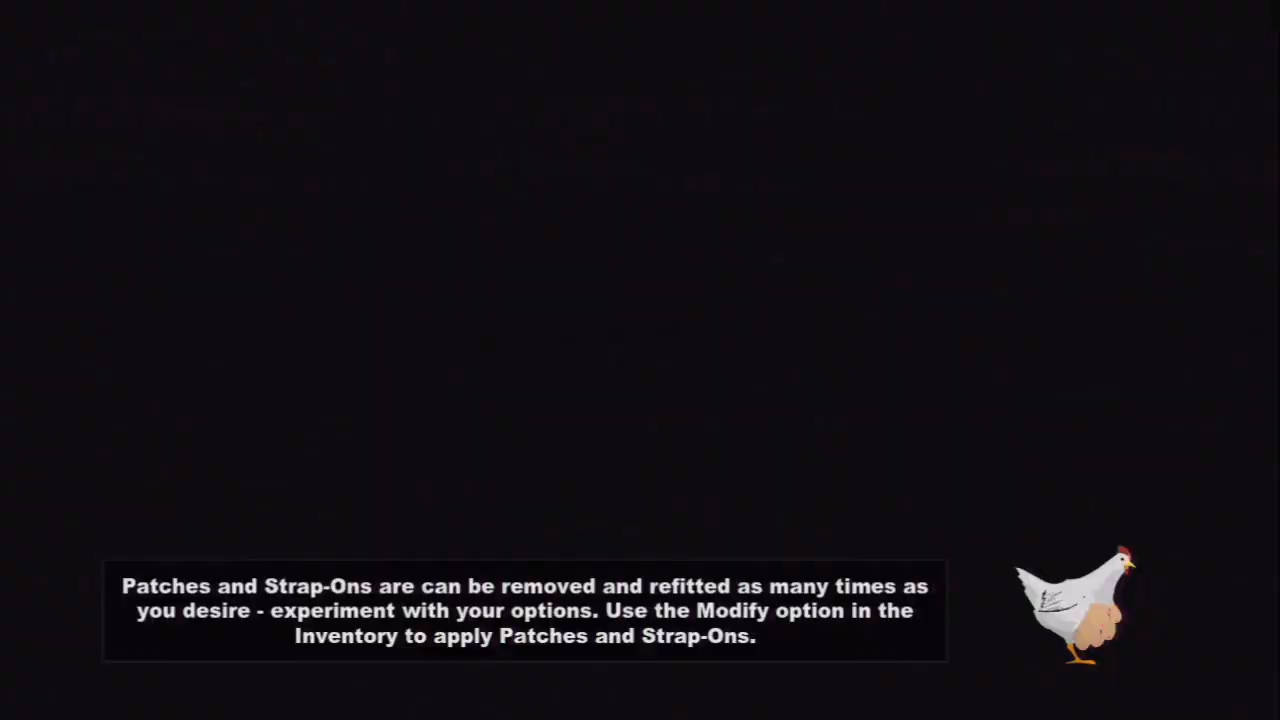 Patches and Strap-Ons are can be removed and refitted as many times as
you desire - experiment with your options. Use the Modify option in the
Inventory to apply Patches and Strap-Ons.